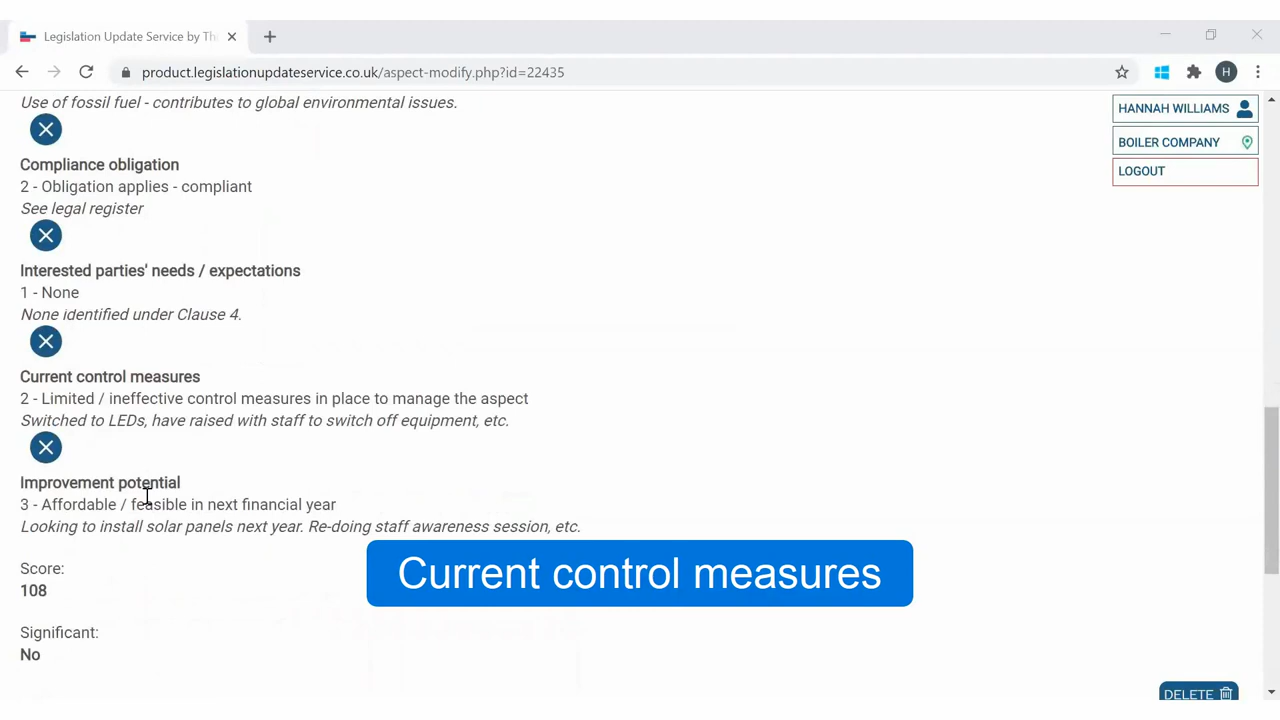 Legislation Update Service by Th
product.legislationupdateservice.co.uk/aspect-modify.php?id=22435
H
Use of fossil fuel - contributes to global environmental issues.
HANNAH WILLIAMS
BOILER COMPANY
LOGOUT
Compliance obligation
2 - Obligation applies - compliant
See legal register
Interested parties' needs / expectations
1 - None
None identified under Clause 4.
Current control measures
2 - Limited / ineffective control measures in place to manage the aspect
Switched to LEDs, have raised with staff to switch off equipment, etc.
Improvement potential
3 - Affordable / feasible in next financial year
Looking to install solar panels next year. Re-doing staff awareness session, etc.
Score:
108
Current control measures
Significant:
No
DELETE